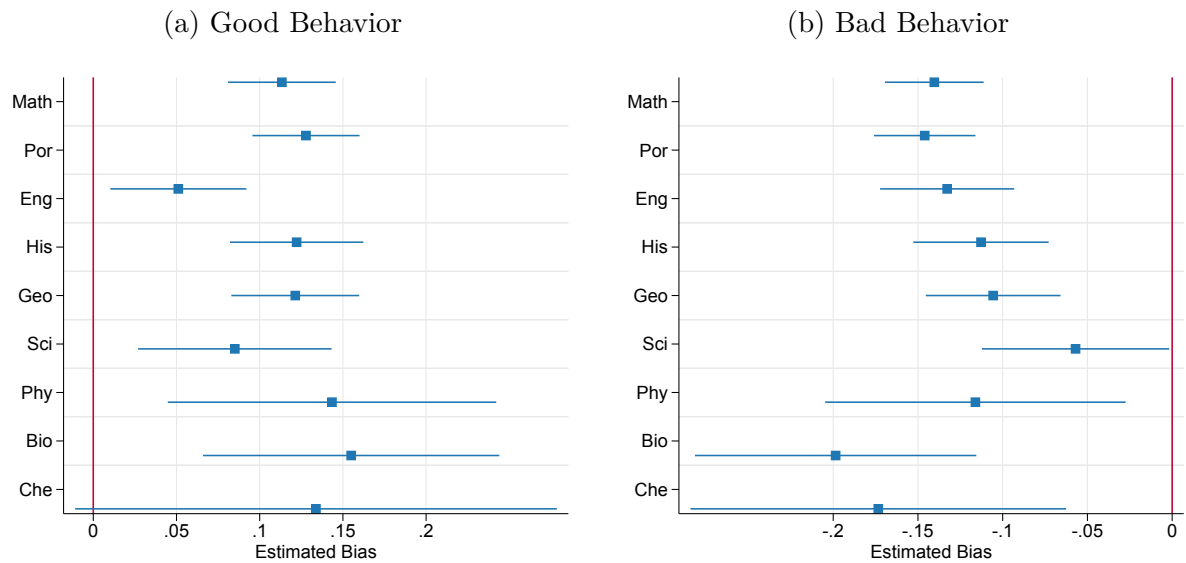 (a) Good Behavior
Math
Por
Eng
His
Geo
Sci
Phy
Bio
Che
0 .05 .1 .15 .2
Estimated Bias
(b) Bad Behavior
Math
Por
Eng
His
Geo
Sci
Phy
Bio
Che
-.2 -.15 -.1 -.05 0
Estimated Bias